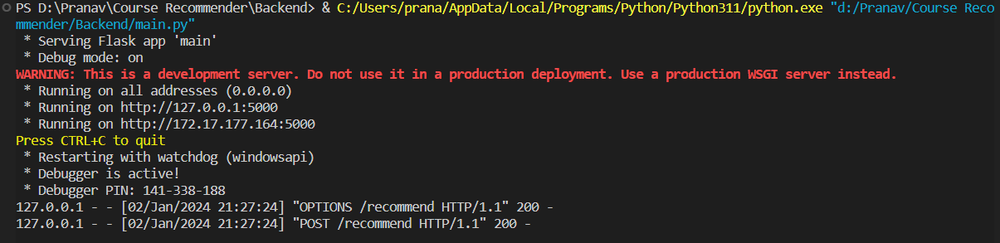 PS D:\Pranav\Course Recommender\Backend> & C:/Users/prana/AppData/Local/Programs/Python/Python311/python.exe "d:/Pranav/Course Reco
mmender/Backend/main.py"
 * Serving Flask app 'main'
 * Debug mode: on
WARNING: This is a development server. Do not use it in a production deployment. Use a production WSGI server instead.
 * Running on all addresses (0.0.0.0)
 * Running on http://127.0.0.1:5000
 * Running on http://172.17.177.164:5000
Press CTRL+C to quit
 * Restarting with watchdog (windowsapi)
 * Debugger is active!
 * Debugger PIN: 141-338-188
127.0.0.1 - - [02/Jan/2024 21:27:24] "OPTIONS /recommend HTTP/1.1" 200 -
127.0.0.1 - - [02/Jan/2024 21:27:24] "POST /recommend HTTP/1.1" 200 -